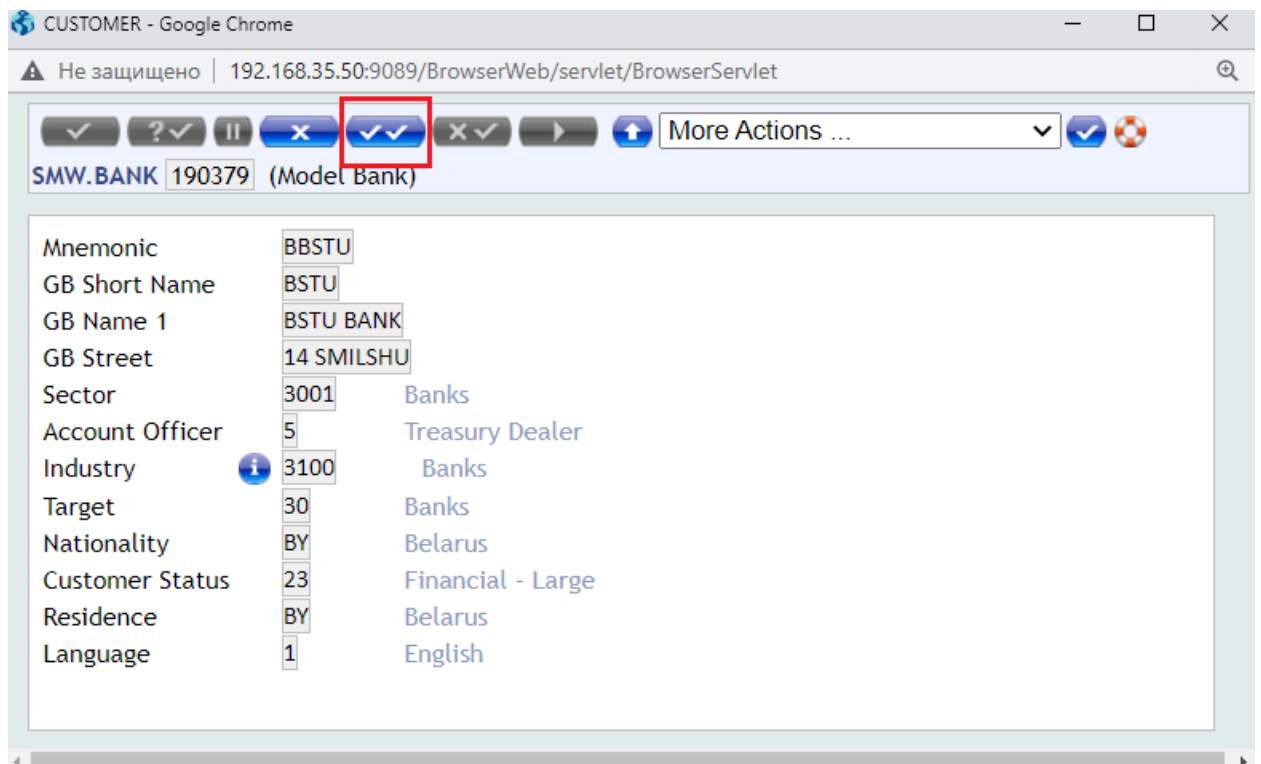 CUSTOMER - Google Chrome
Не защищено | 192.168.35.50:9089/BrowserWeb/servlet/BrowserServlet
More Actions ...
SMW.BANK 190379 (Model Bank)
Mnemonic BBSTU
GB Short Name BSTU
GB Name 1 BSTU BANK
GB Street 14 SMILSHU
Sector 3001 Banks
Account Officer 5 Treasury Dealer
Industry i 3100 Banks
Target 30 Banks
Nationality BY Belarus
Customer Status 23 Financial - Large
Residence BY Belarus
Language 1 English